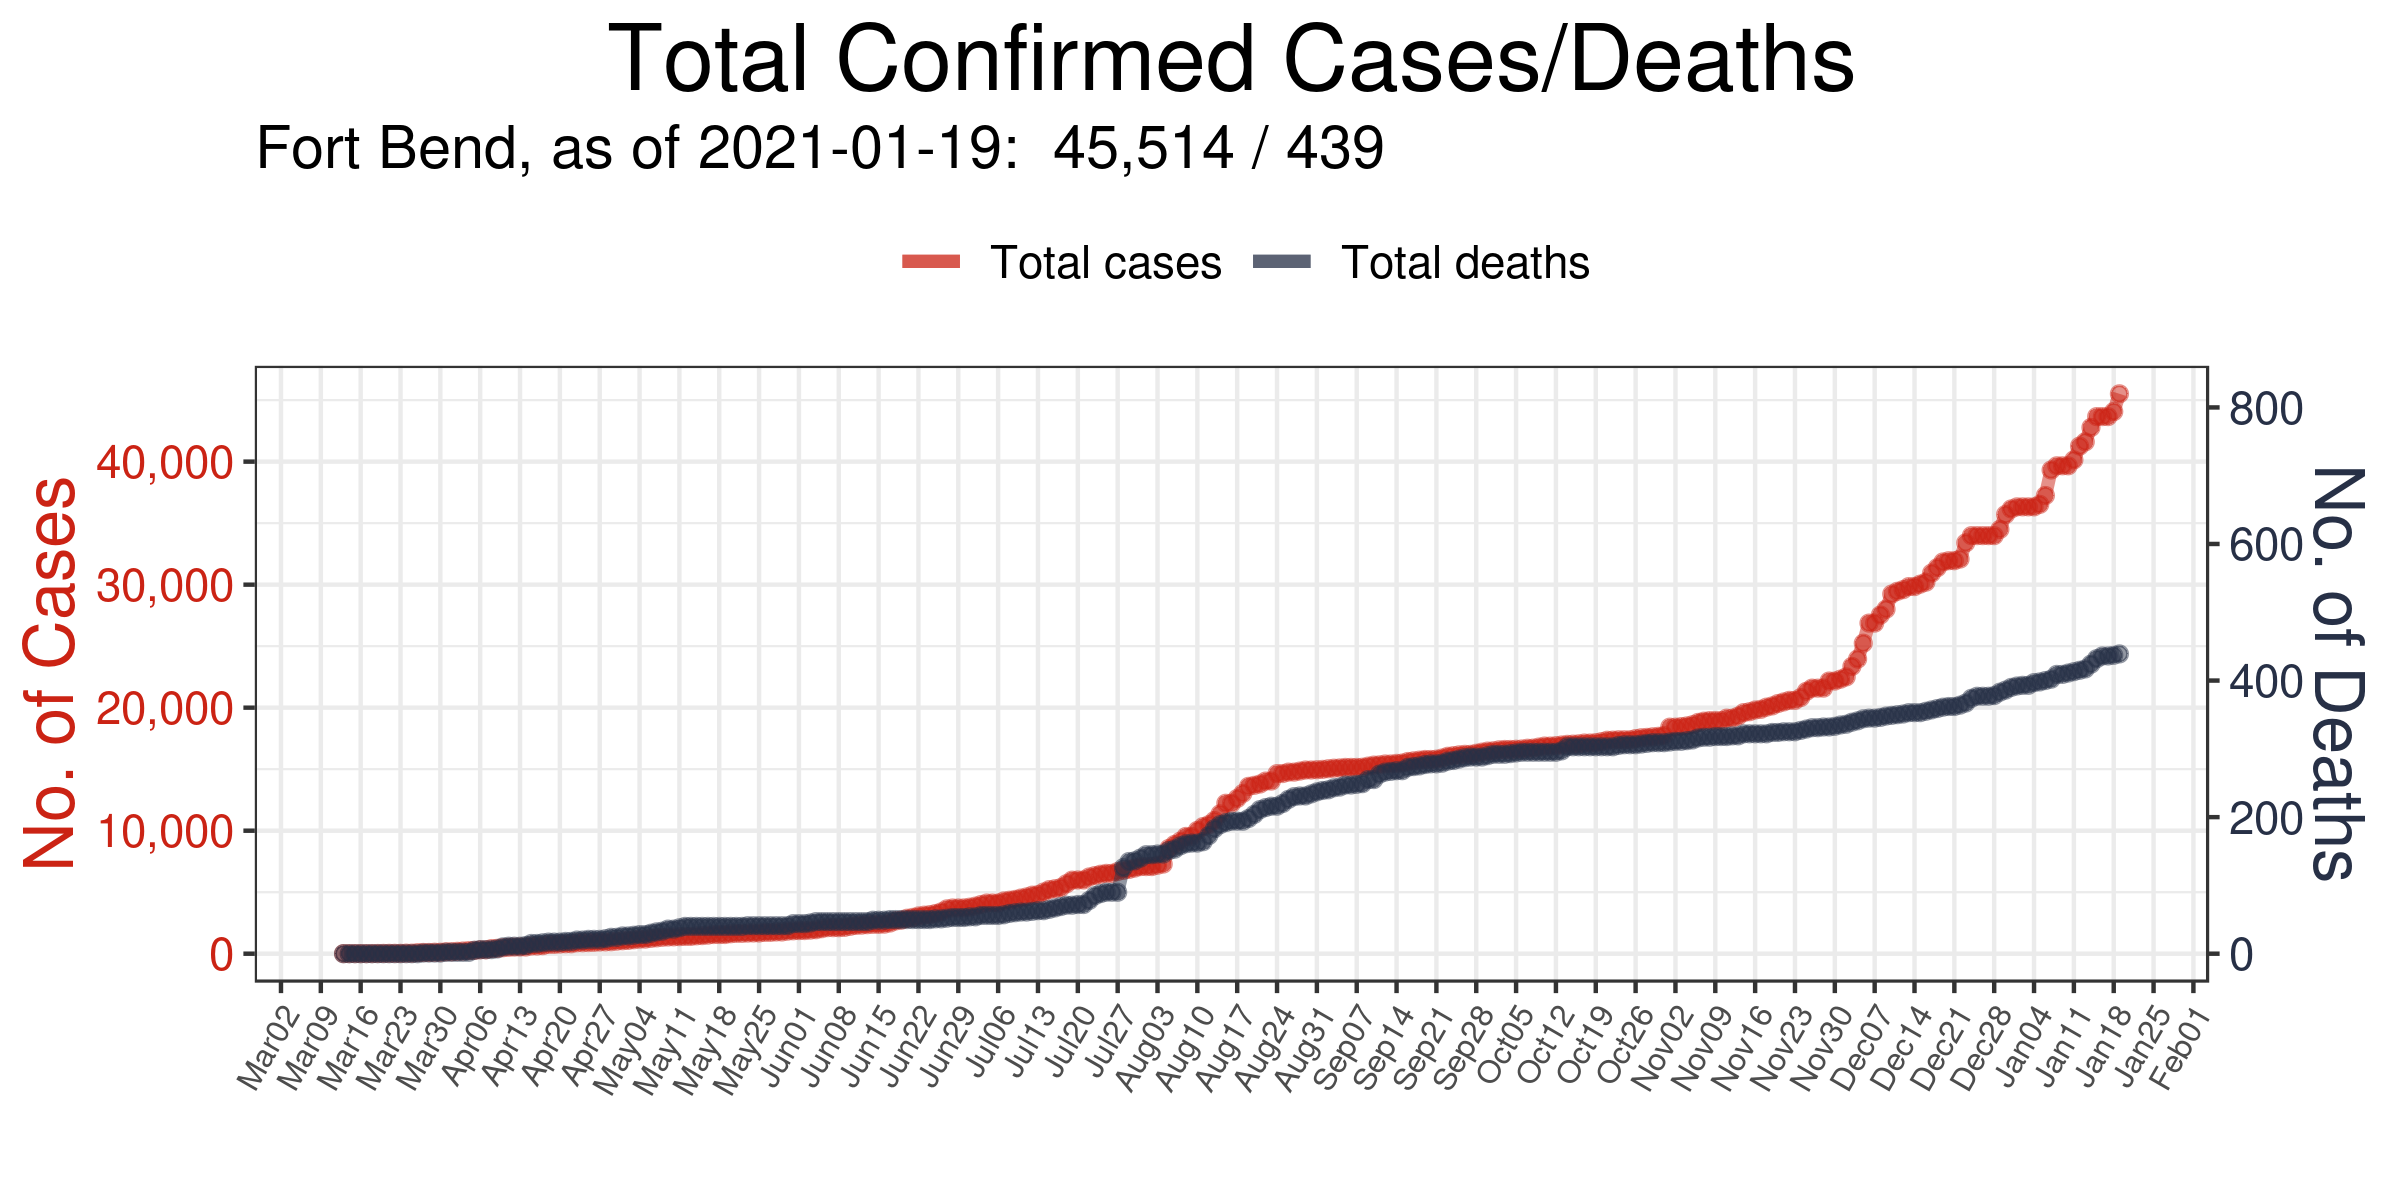 Total Confirmed Cases/Deaths
Fort Bend, as of 2021-01-19:  45,514 / 439
Total cases
Total deaths
No. of Cases
40,000
30,000
20,000
10,000
0
800
600
400
200
0
No. of Deaths
Mar02
Mar09
Mar16
Mar23
Mar30
Apr06
Apr13
Apr20
Apr27
May04
May11
May18
May25
Jun01
Jun08
Jun15
Jun22
Jun29
Jul06
Jul13
Jul20
Jul27
Aug03
Aug10
Aug17
Aug24
Aug31
Sep07
Sep14
Sep21
Sep28
Oct05
Oct12
Oct19
Oct26
Nov02
Nov09
Nov16
Nov23
Nov30
Dec07
Dec14
Dec21
Dec28
Jan04
Jan11
Jan18
Jan25
Feb01